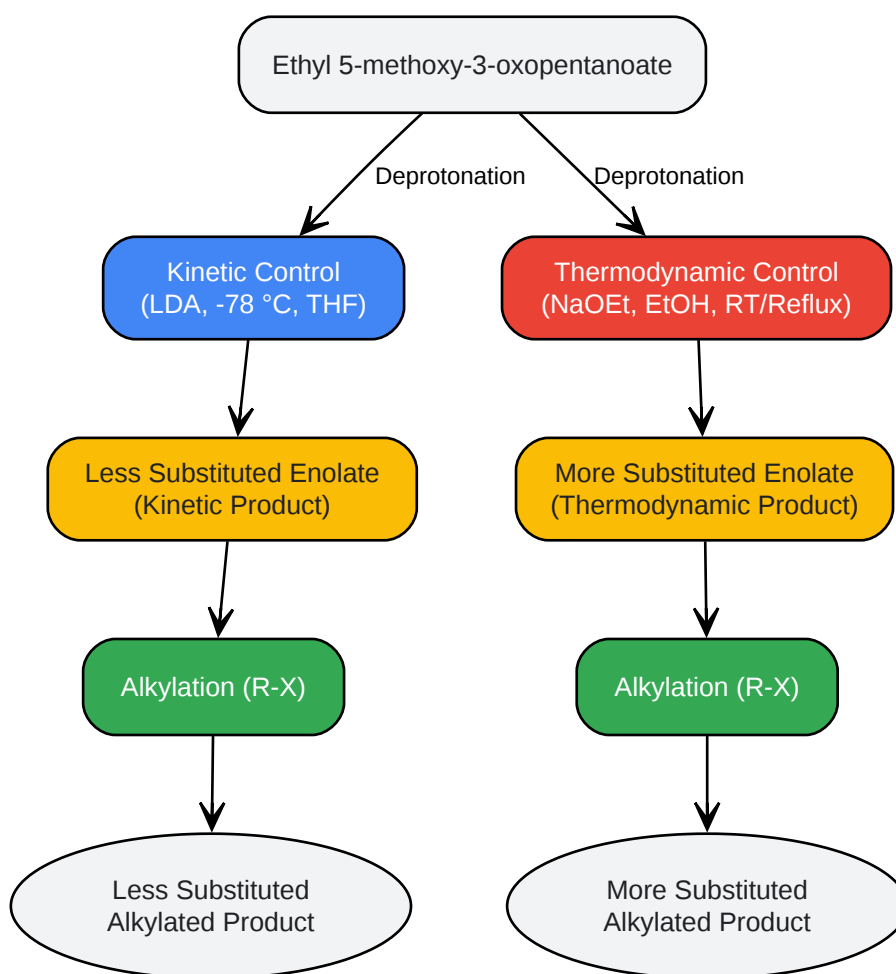 Ethyl 5-methoxy-3-oxopentanoate
Deprotonation
Deprotonation
Kinetic Control
(LDA, -78 °C, THF)
Thermodynamic Control
(NaOEt, EtOH, RT/Reflux)
Less Substituted Enolate
(Kinetic Product)
More Substituted Enolate
(Thermodynamic Product)
Alkylation (R-X)
Alkylation (R-X)
Less Substituted
Alkylated Product
More Substituted
Alkylated Product